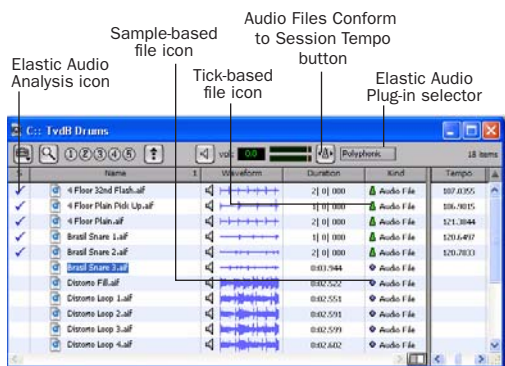 Audio Files Conform
to Session Tempo
button
Sample-based
file icon
Elastic Audio
Analysis icon
Tick-based
file icon
Elastic Audio
Plug-in selector
C:: TvdB Drums
1 2 3 4 5
vol: 0.0
Polyphonic
18 items
S Name 1 Waveform Duration Kind Tempo
4 Floor 32nd Flash.aif 2| 0| 000 Audio File 107.0355
4 Floor Plain Pick Up.aif 1| 0| 000 Audio File 106.9815
4 Floor Plain.aif 2| 0| 000 Audio File 121.3844
Brasil Snare 1.aif 1| 0| 000 Audio File 120.6497
Brasil Snare 2.aif 2| 0| 000 Audio File 120.7833
Brasil Snare 3.aif 0:03.944 Audio File
Distorto Fill.aif 0:02.522 Audio File
Distorto Loop 1.aif 0:02.551 Audio File
Distorto Loop 2.aif 0:02.591 Audio File
Distorto Loop 3.aif 0:02.599 Audio File
Distorto Loop 4.aif 0:02.602 Audio File